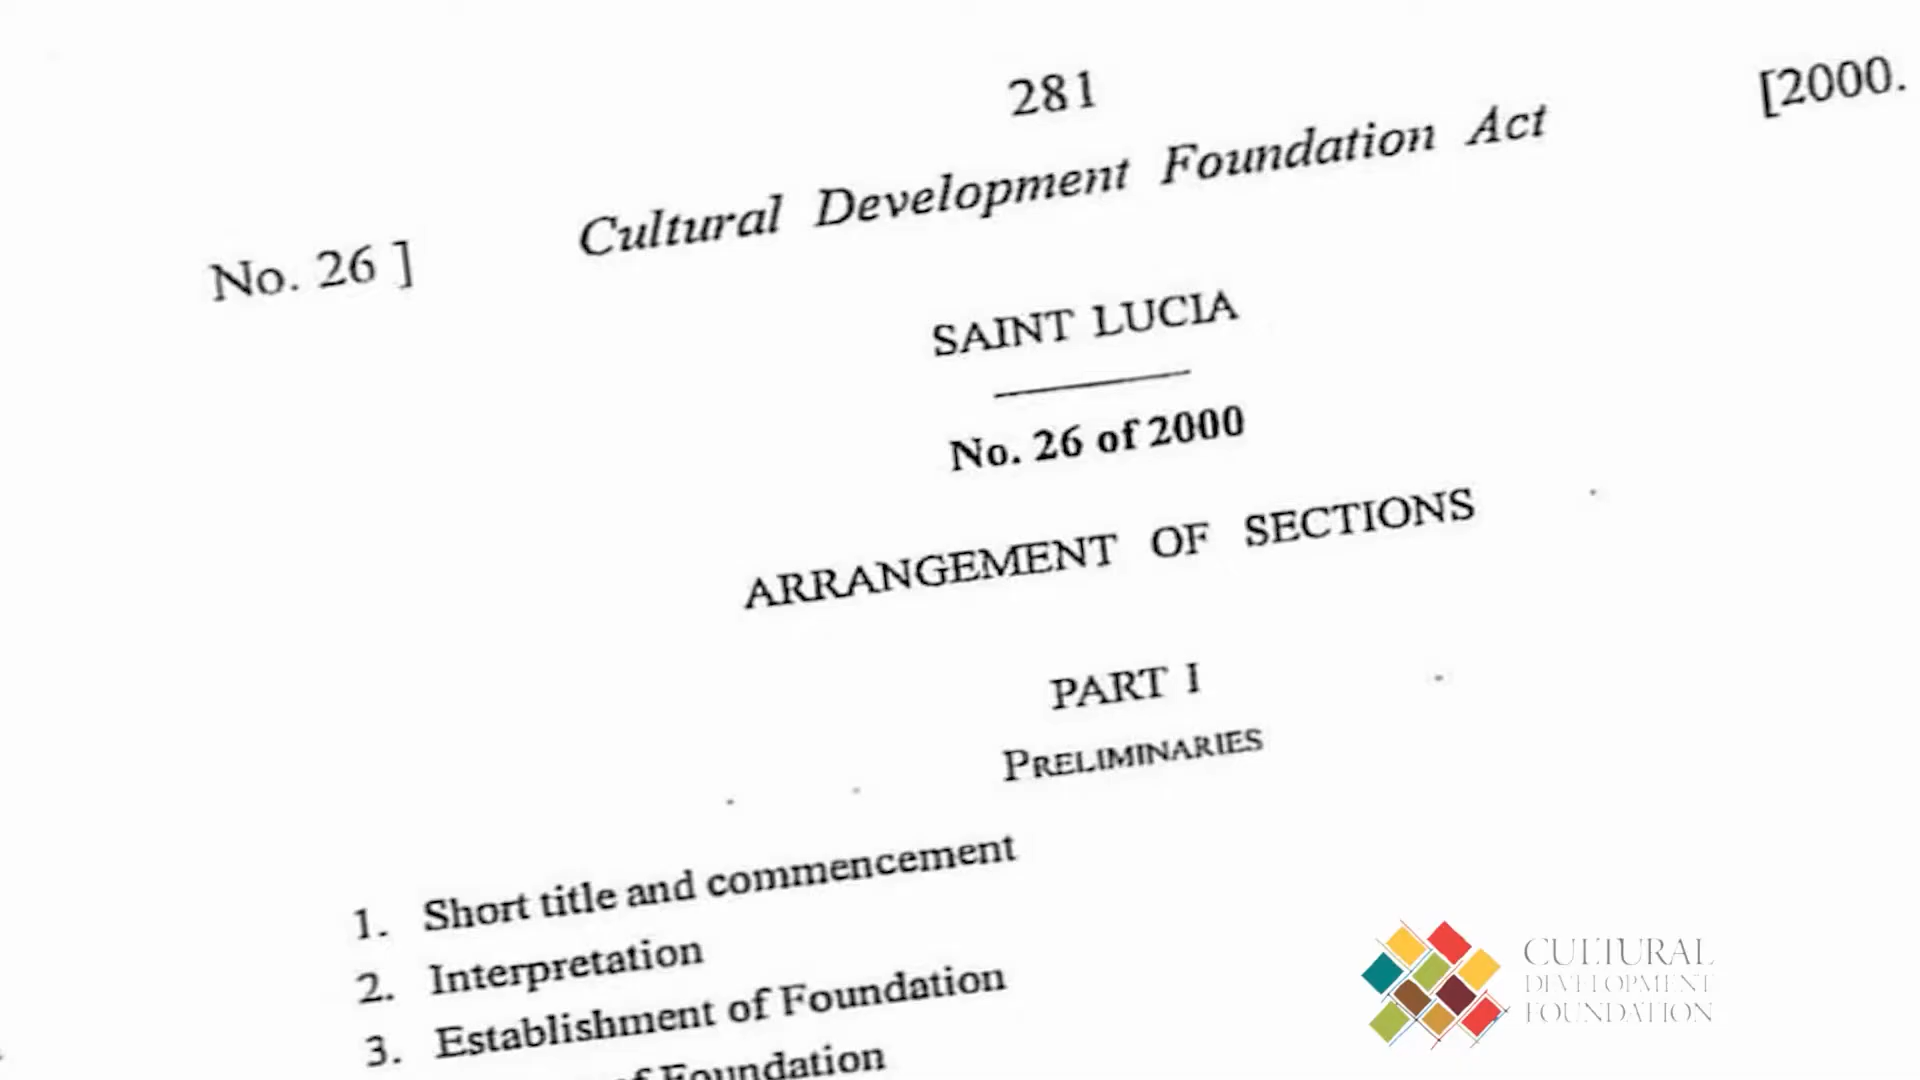 281
No. 26 ] Cultural Development Foundation Act [2000.
SAINT LUCIA
No. 26 of 2000
ARRANGEMENT OF SECTIONS
PART I
PRELIMINARIES
1. Short title and commencement
2. Interpretation
3. Establishment of Foundation
of Foundation
CULTURAL
DEVELOPMENT
FOUNDATION